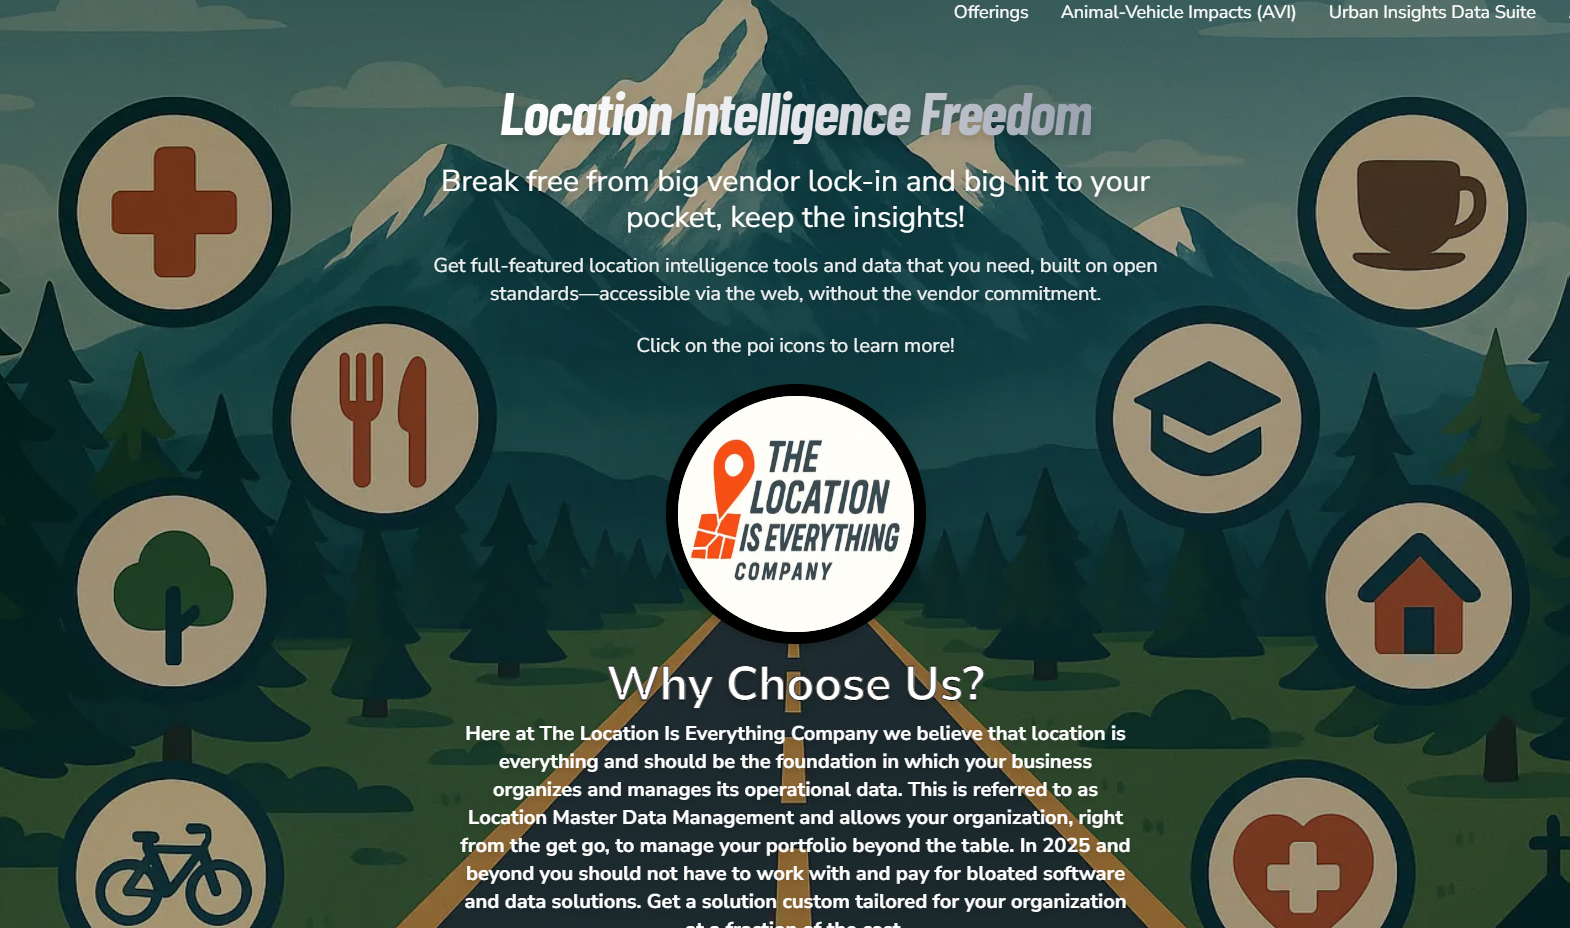 Offerings Animal-Vehicle Impacts (AVI) Urban Insights Data Suite
Location Intelligence Freedom
Break free from big vendor lock-in and big hit to your
pocket, keep the insights!
Get full-featured location intelligence tools and data that you need, built on open
standards—accessible via the web, without the vendor commitment.
Click on the poi icons to learn more!
THE
LOCATION
IS EVERYTHING
COMPANY
Why Choose Us?
Here at The Location Is Everything Company we believe that location is
everything and should be the foundation in which your business
organizes and manages its operational data. This is referred to as
Location Master Data Management and allows your organization, right
from the get go, to manage your portfolio beyond the table. In 2025 and
beyond you should not have to work with and pay for bloated software
and data solutions. Get a solution custom tailored for your organization
at a fraction of the cost.